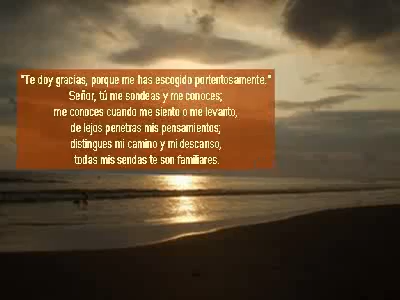 "Te doy gracias, porque me has escogido portentosamente."
Señor, tú me sondeas y me conoces;
me conoces cuando me siento o me levanto,
de lejos penetras mis pensamientos;
distingues mi camino y mi descanso,
todas mis sendas te son familiares.